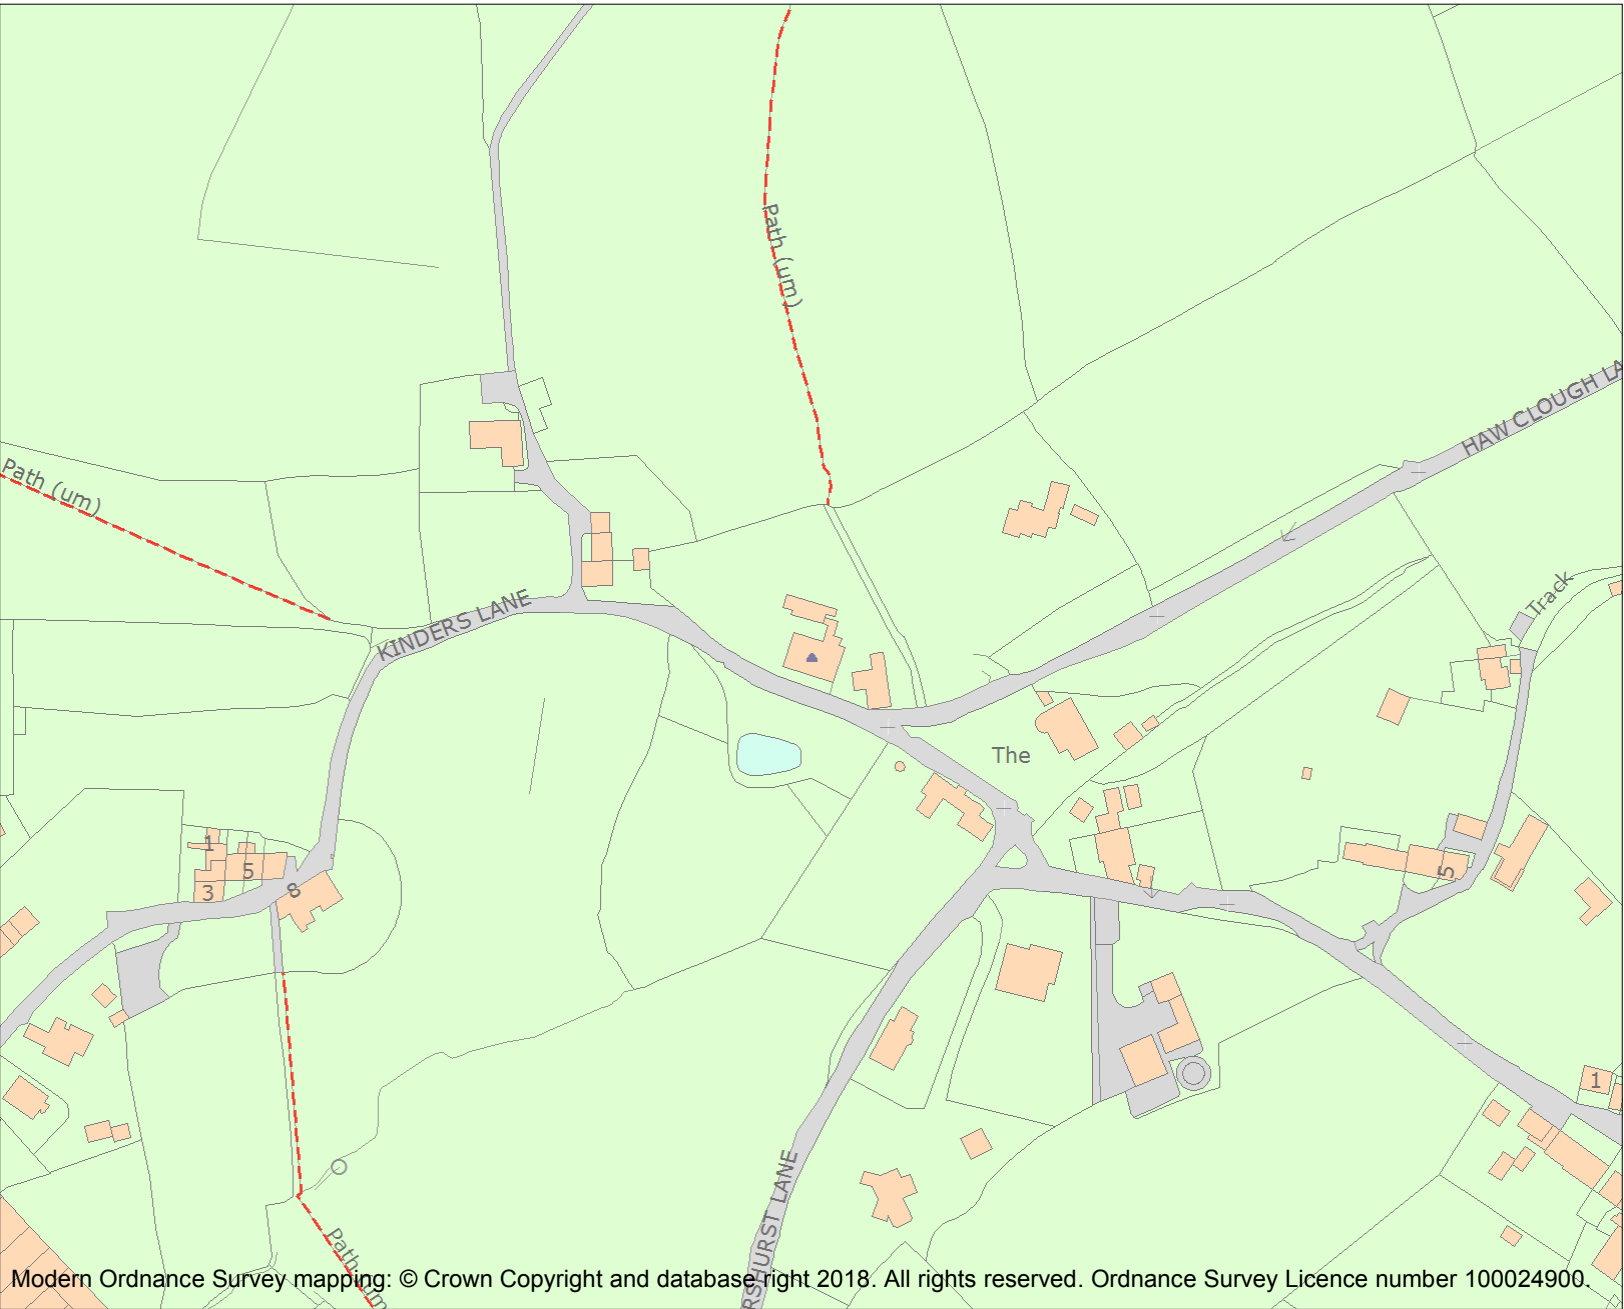 Path (um)
HAW CLOUGH LA
Path (um)
Track
KINDERS LANE
The
1
5
3
8
5
1
RSHURST LANE
Path um
Modern Ordnance Survey mapping: © Crown Copyright and database right 2018. All rights reserved. Ordnance Survey Licence number 100024900.